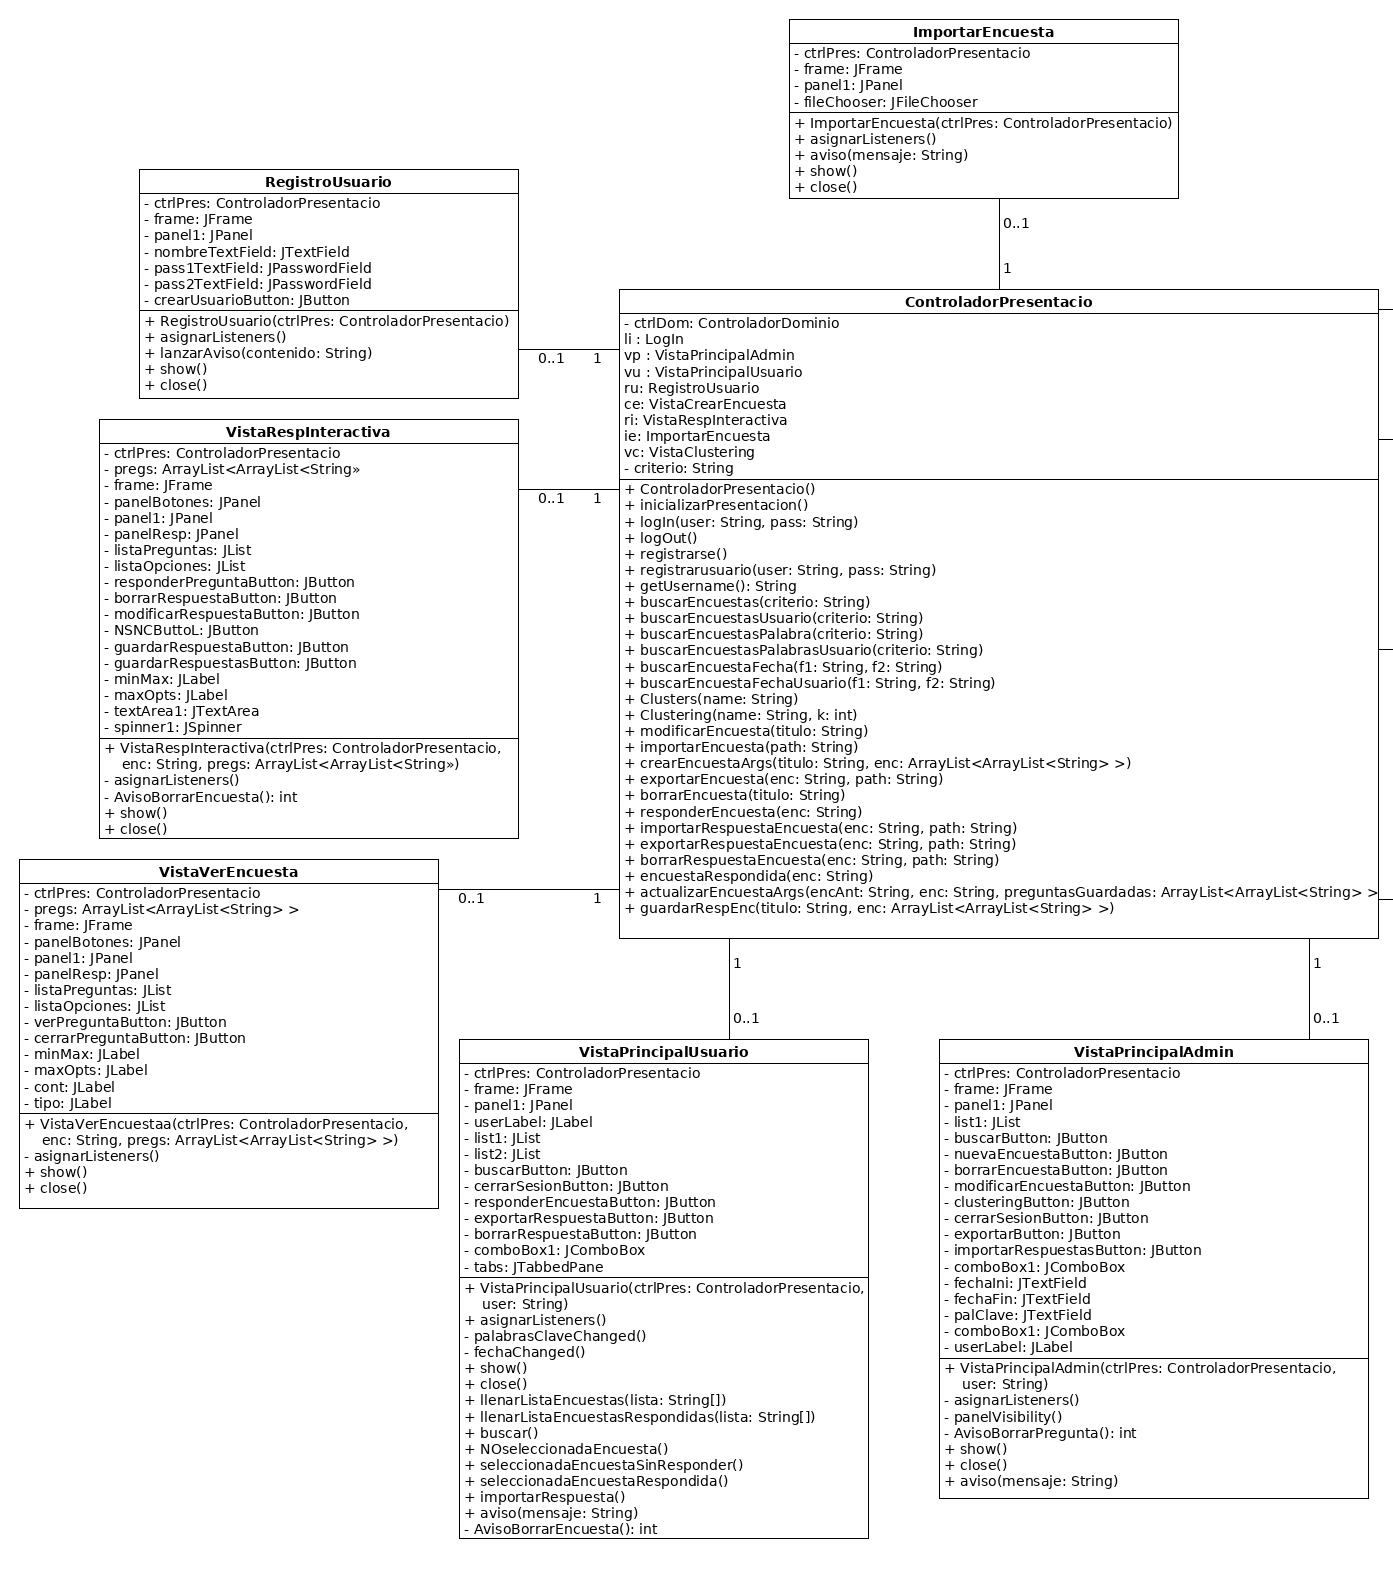 ImportarEncuesta
- ctrlPres: ControladorPresentacio
- frame: JFrame
- panel1: JPanel
- fileChooser: JFileChooser
+ ImportarEncuesta(ctrlPres: ControladorPresentacio)
+ asignarListeners()
+ aviso(mensaje: String)
+ show()
+ close()
0..1
1
RegistroUsuario
- ctrlPres: ControladorPresentacio
- frame: JFrame
- panel1: JPanel
- nombreTextField: JTextField
- pass1TextField: JPasswordField
- pass2TextField: JPasswordField
- crearUsuarioButton: JButton
+ RegistroUsuario(ctrlPres: ControladorPresentacio)
+ asignarListeners()
+ lanzarAviso(contenido: String)
+ show()
+ close()
0..1 1
VistaRespInteractiva
- ctrlPres: ControladorPresentacio
- pregs: ArrayList<ArrayList<String»
- frame: JFrame
- panelBotones: JPanel
- panel1: JPanel
- panelResp: JPanel
- listaPreguntas: JList
- listaOpciones: JList
- responderPreguntaButton: JButton
- borrarRespuestaButton: JButton
- modificarRespuestaButton: JButton
- NSNCButtoL: JButton
- guardarRespuestaButton: JButton
- guardarRespuestasButton: JButton
- minMax: JLabel
- maxOpts: JLabel
- textArea1: JTextArea
- spinner1: JSpinner
+ VistaRespInteractiva(ctrlPres: ControladorPresentacio,
enc: String, pregs: ArrayList<ArrayList<String»)
- asignarListeners()
- AvisoBorrarEncuesta(): int
+ show()
+ close()
0..1 1
ControladorPresentacio
- ctrlDom: ControladorDominio
li : LogIn
vp : VistaPrincipalAdmin
vu : VistaPrincipalUsuario
ru: RegistroUsuario
ce: VistaCrearEncuesta
ri: VistaRespInteractiva
ie: ImportarEncuesta
vc: VistaClustering
- criterio: String
+ ControladorPresentacio()
+ inicializarPresentacion()
+ logIn(user: String, pass: String)
+ logOut()
+ registrarse()
+ registrarusuario(user: String, pass: String)
+ getUsername(): String
+ buscarEncuestas(criterio: String)
+ buscarEncuestasUsuario(criterio: String)
+ buscarEncuestasPalabra(criterio: String)
+ buscarEncuestasPalabrasUsuario(criterio: String)
+ buscarEncuestaFecha(f1: String, f2: String)
+ buscarEncuestaFechaUsuario(f1: String, f2: String)
+ Clusters(name: String)
+ Clustering(name: String, k: int)
+ modificarEncuesta(titulo: String)
+ importarEncuesta(path: String)
+ crearEncuestaArgs(titulo: String, enc: ArrayList<ArrayList<String> >)
+ exportarEncuesta(enc: String, path: String)
+ borrarEncuesta(titulo: String)
+ responderEncuesta(enc: String)
+ importarRespuestaEncuesta(enc: String, path: String)
+ exportarRespuestaEncuesta(enc: String, path: String)
+ borrarRespuestaEncuesta(enc: String, path: String)
+ encuestaRespondida(enc: String)
+ actualizarEncuestaArgs(encAnt: String, enc: String, preguntasGuardadas: ArrayList<ArrayList<String> >
+ guardarRespEnc(titulo: String, enc: ArrayList<ArrayList<String> >)
VistaVerEncuesta
- ctrlPres: ControladorPresentacio
- pregs: ArrayList<ArrayList<String> >
- frame: JFrame
- panelBotones: JPanel
- panel1: JPanel
- panelResp: JPanel
- listaPreguntas: JList
- listaOpciones: JList
- verPreguntaButton: JButton
- cerrarPreguntaButton: JButton
- minMax: JLabel
- maxOpts: JLabel
- cont: JLabel
- tipo: JLabel
+ VistaVerEncuestaa(ctrlPres: ControladorPresentacio,
enc: String, pregs: ArrayList<ArrayList<String> >)
- asignarListeners()
+ show()
+ close()
0..1 1
1
0..1
1
0..1
VistaPrincipalUsuario
- ctrlPres: ControladorPresentacio
- frame: JFrame
- panel1: JPanel
- userLabel: JLabel
- list1: JList
- list2: JList
- buscarButton: JButton
- cerrarSesionButton: JButton
- responderEncuestaButton: JButton
- exportarRespuestaButton: JButton
- borrarRespuestaButton: JButton
- comboBox1: JComboBox
- tabs: JTabbedPane
+ VistaPrincipalUsuario(ctrlPres: ControladorPresentacio,
user: String)
+ asignarListeners()
- palabrasClaveChanged()
- fechaChanged()
+ show()
+ close()
+ llenarListaEncuestas(lista: String[])
+ llenarListaEncuestasRespondidas(lista: String[])
+ buscar()
+ NOseleccionadaEncuesta()
+ seleccionadaEncuestaSinResponder()
+ seleccionadaEncuestaRespondida()
+ importarRespuesta()
+ aviso(mensaje: String)
- AvisoBorrarEncuesta(): int
VistaPrincipalAdmin
- ctrlPres: ControladorPresentacio
- frame: JFrame
- panel1: JPanel
- list1: JList
- buscarButton: JButton
- nuevaEncuestaButton: JButton
- borrarEncuestaButton: JButton
- modificarEncuestaButton: JButton
- clusteringButton: JButton
- cerrarSesionButton: JButton
- exportarButton: JButton
- importarRespuestasButton: JButton
- comboBox1: JComboBox
- fechaIni: JTextField
- fechaFin: JTextField
- palClave: JTextField
- comboBox1: JComboBox
- userLabel: JLabel
+ VistaPrincipalAdmin(ctrlPres: ControladorPresentacio,
user: String)
- asignarListeners()
- panelVisibility()
- AvisoBorrarPregunta(): int
+ show()
+ close()
+ aviso(mensaje: String)